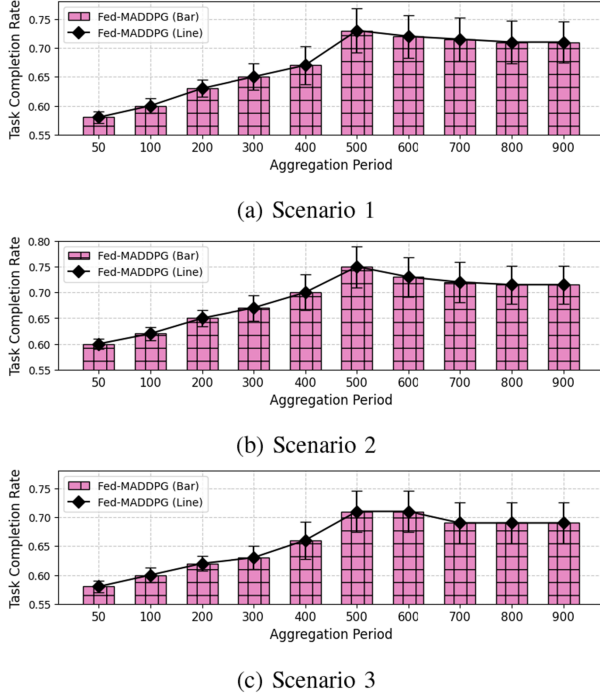 Fed-MADDPG (Bar)
Fed-MADDPG (Line)
Task Completion Rate
0.75
0.70
0.65
0.60
0.55
50 100 200 300 400 500 600 700 800 900
Aggregation Period
(a) Scenario 1
Fed-MADDPG (Bar)
Fed-MADDPG (Line)
Task Completion Rate
0.80
0.75
0.70
0.65
0.60
0.55
50 100 200 300 400 500 600 700 800 900
Aggregation Period
(b) Scenario 2
Fed-MADDPG (Bar)
Fed-MADDPG (Line)
Task Completion Rate
0.75
0.70
0.65
0.60
0.55
50 100 200 300 400 500 600 700 800 900
Aggregation Period
(c) Scenario 3